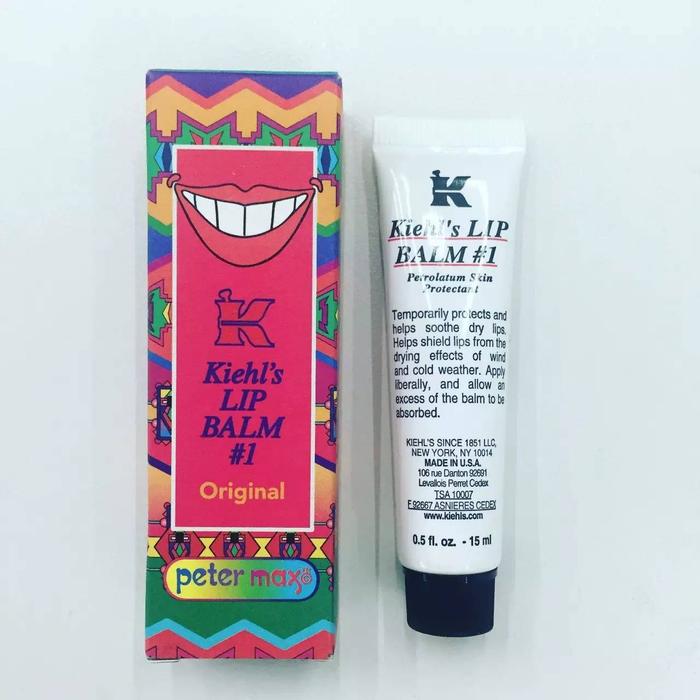 K
Kiehl's
LIP
BALM
#1
Original
peter max©
K
Kiehl's LIP
BALM #1
Petrolatum Skin
Protectant
Temporarily protects and
helps soothe dry lips.
Helps shield lips from the
drying effects of wind
and cold weather. Apply
liberally, and allow an
excess of the balm to be
absorbed.
KIEHL'S SINCE 1851 LLC,
NEW YORK, NY 10014
MADE IN U.S.A.
106 rue Danton 92691
Levallois Perret Cedex
TSA 10007
F 92667 ASNIERES CEDEX
www.kiehls.com
0.5 fl. oz. - 15 ml